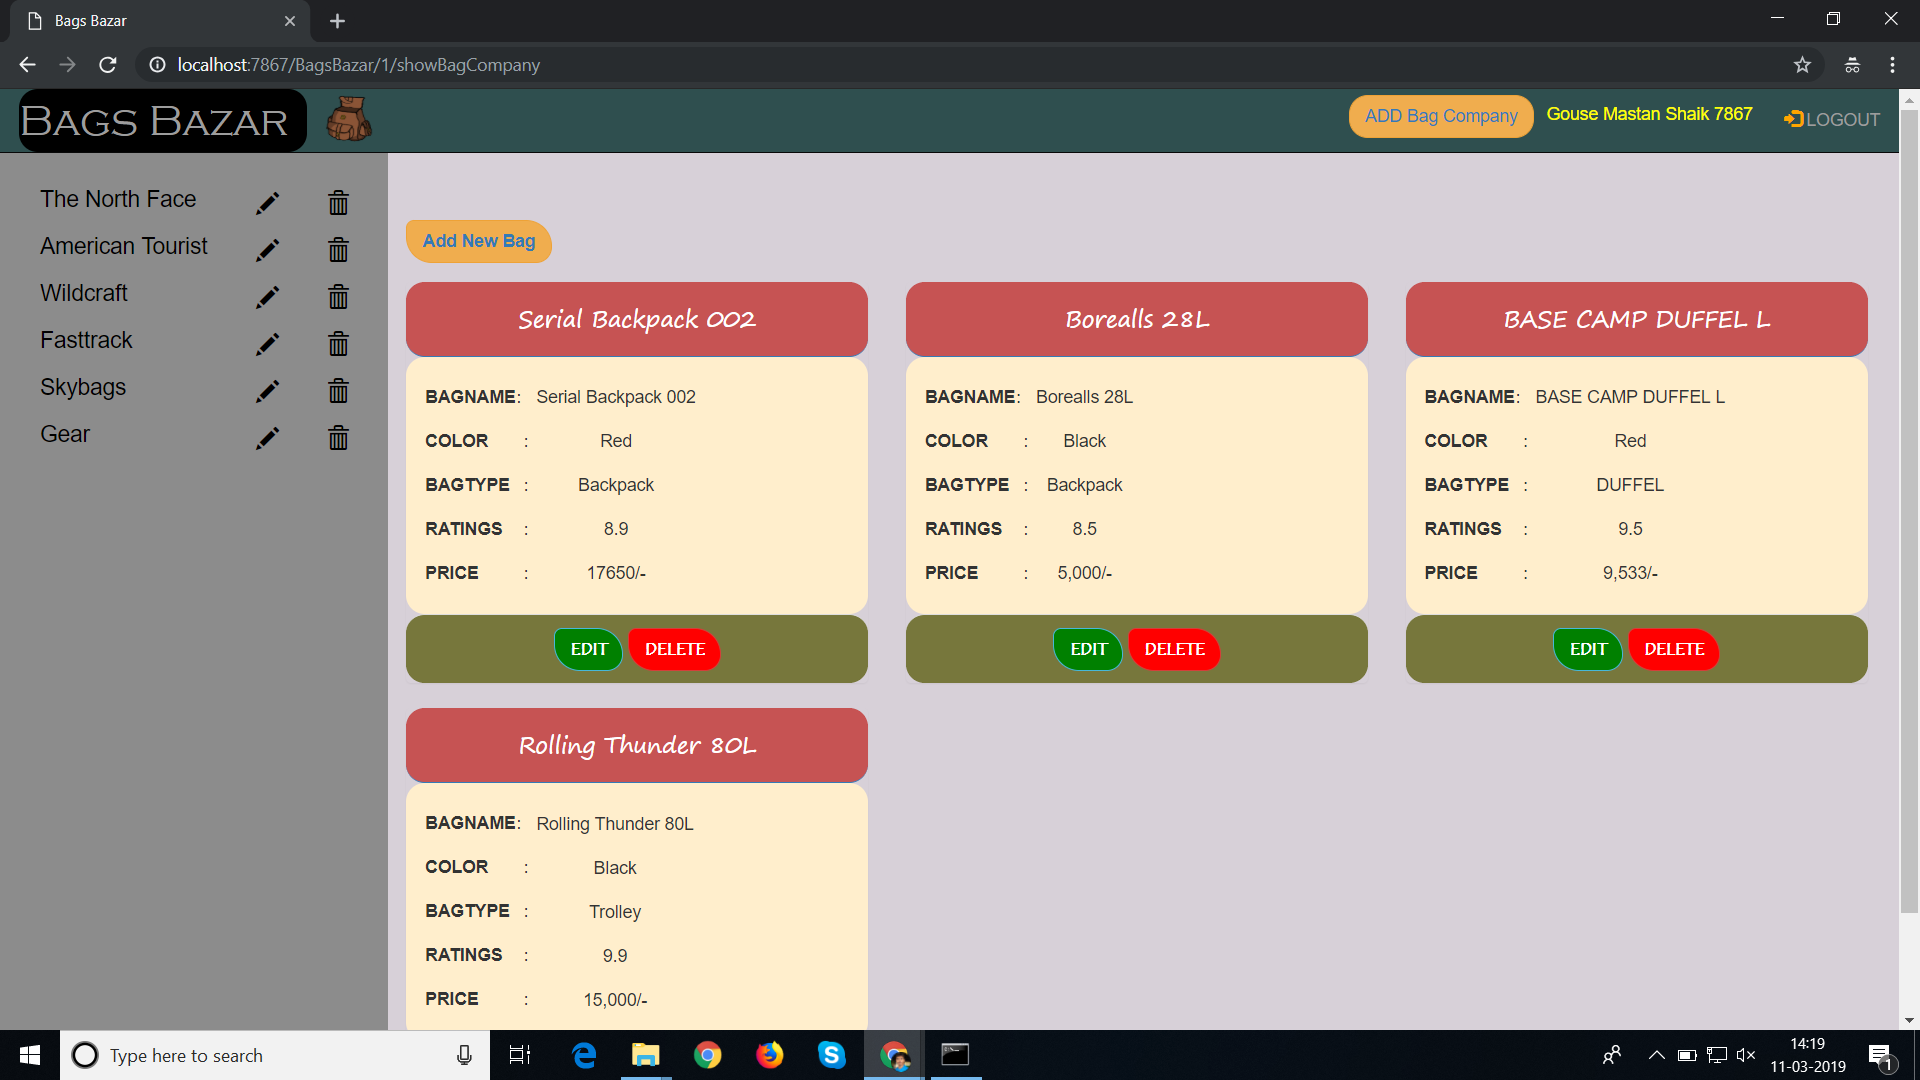 Bags Bazar
localhost:7867/BagsBazar/1/showBagCompany
BAGS BAZAR
ADD Bag Company
Gouse Mastan Shaik 7867
LOGOUT
The North Face
American Tourist
Wildcraft
Fasttrack
Skybags
Gear
Add New Bag
Serial Backpack 002
BAGNAME: Serial Backpack 002
COLOR : Red
BAGTYPE : Backpack
RATINGS : 8.9
PRICE : 17650/-
EDIT DELETE
Borealls 28L
BAGNAME: Borealls 28L
COLOR : Black
BAGTYPE : Backpack
RATINGS : 8.5
PRICE : 5,000/-
EDIT DELETE
BASE CAMP DUFFEL L
BAGNAME: BASE CAMP DUFFEL L
COLOR : Red
BAGTYPE : DUFFEL
RATINGS : 9.5
PRICE : 9,533/-
EDIT DELETE
Rolling Thunder 80L
BAGNAME: Rolling Thunder 80L
COLOR : Black
BAGTYPE : Trolley
RATINGS : 9.9
PRICE : 15,000/-
Type here to search
14:19
11-03-2019
1